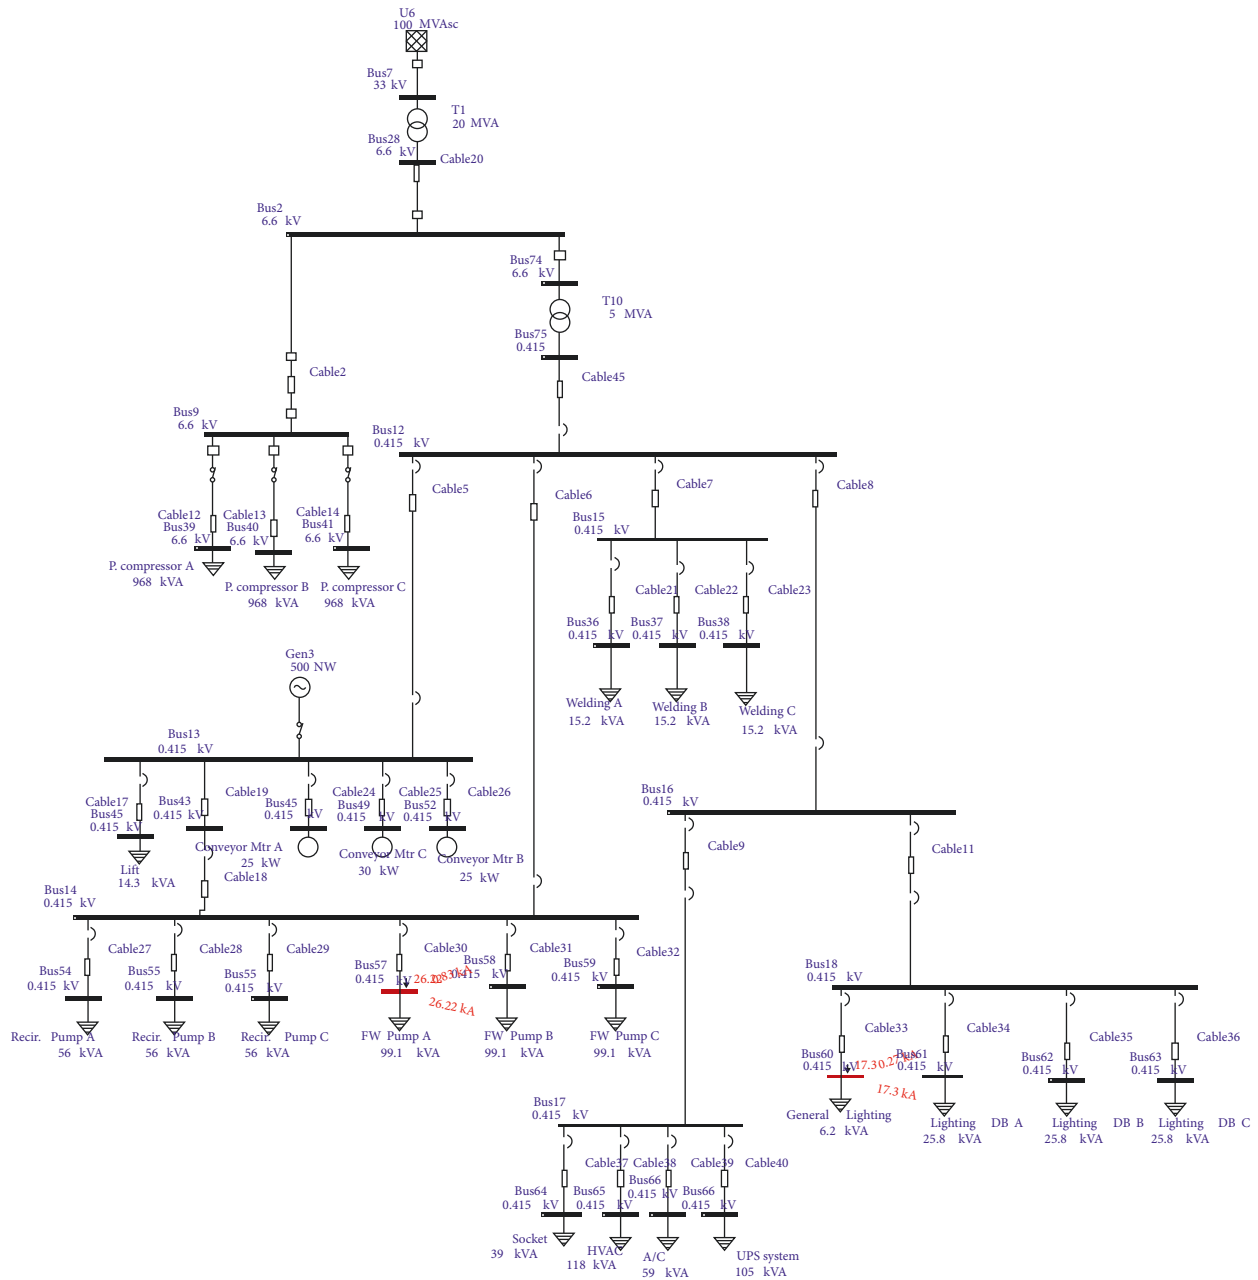 U6
100 MVAsc
Bus7
33 kV
T1
20 MVA
Bus28
6.6 kV
Cable20
Bus2
6.6 kV
Bus74
6.6 kV
T10
5 MVA
Bus75
0.415
Cable2
Cable45
Bus9
6.6 kV
Bus12
0.415 kV
Cable5
Cable6
Cable7
Cable8
Cable12
Bus39
6.6 kV
Cable13
Bus40
6.6 kV
Cable14
Bus41
6.6 kV
P. compressor A
968 kVA
P. compressor B
968 kVA
P. compressor C
968 kVA
Bus15
0.415 kV
Cable21
Cable22
Cable23
Bus36
0.415 kV
Bus37
0.415 kV
Bus38
0.415 kV
Welding A
15.2 kVA
Welding B
15.2 kVA
Welding C
15.2 kVA
Gen3
500 NW
Bus13
0.415 kV
Cable17
Bus45
0.415 kV
Bus43
0.415 kV
Cable19
Bus45
0.415 kV
Cable24
Bus49
0.415 kV
Cable25
Bus52
0.415 kV
Cable26
Lift
14.3 kVA
Conveyor Mtr A
25 kW
Conveyor Mtr C
30 kW
Conveyor Mtr B
25 kW
Cable18
Bus16
0.415 kV
Cable9
Cable11
Bus14
0.415 kV
Cable27
Cable28
Cable29
Cable30
Cable31
Cable32
Bus54
0.415 kV
Bus55
0.415 kV
Bus55
0.415 kV
Bus57
0.415 kV
26.22
0.83 kA
26.22 kA
Bus58
0.415 kV
Bus59
0.415 kV
Recir. Pump A
56 kVA
Recir. Pump B
56 kVA
Recir. Pump C
56 kVA
FW Pump A
99.1 kVA
FW Pump B
99.1 kVA
FW Pump C
99.1 kVA
Bus18
0.415 kV
Cable33
Cable34
Cable35
Cable36
Bus60
0.415 kV
17.3
0.27 kA
17.3 kA
Bus61
0.415 kV
Bus62
0.415 kV
Bus63
0.415 kV
General Lighting
6.2 kVA
Lighting DB A
25.8 kVA
Lighting DB B
25.8 kVA
Lighting DB C
25.8 kVA
Bus17
0.415 kV
Cable37
Cable38
Cable39
Cable40
Bus64
0.415 kV
Bus65
0.415 kV
Bus66
0.415 kV
Bus66
0.415 kV
Socket
39 kVA
HVAC
118 kVA
A/C
59 kVA
UPS system
105 kVA